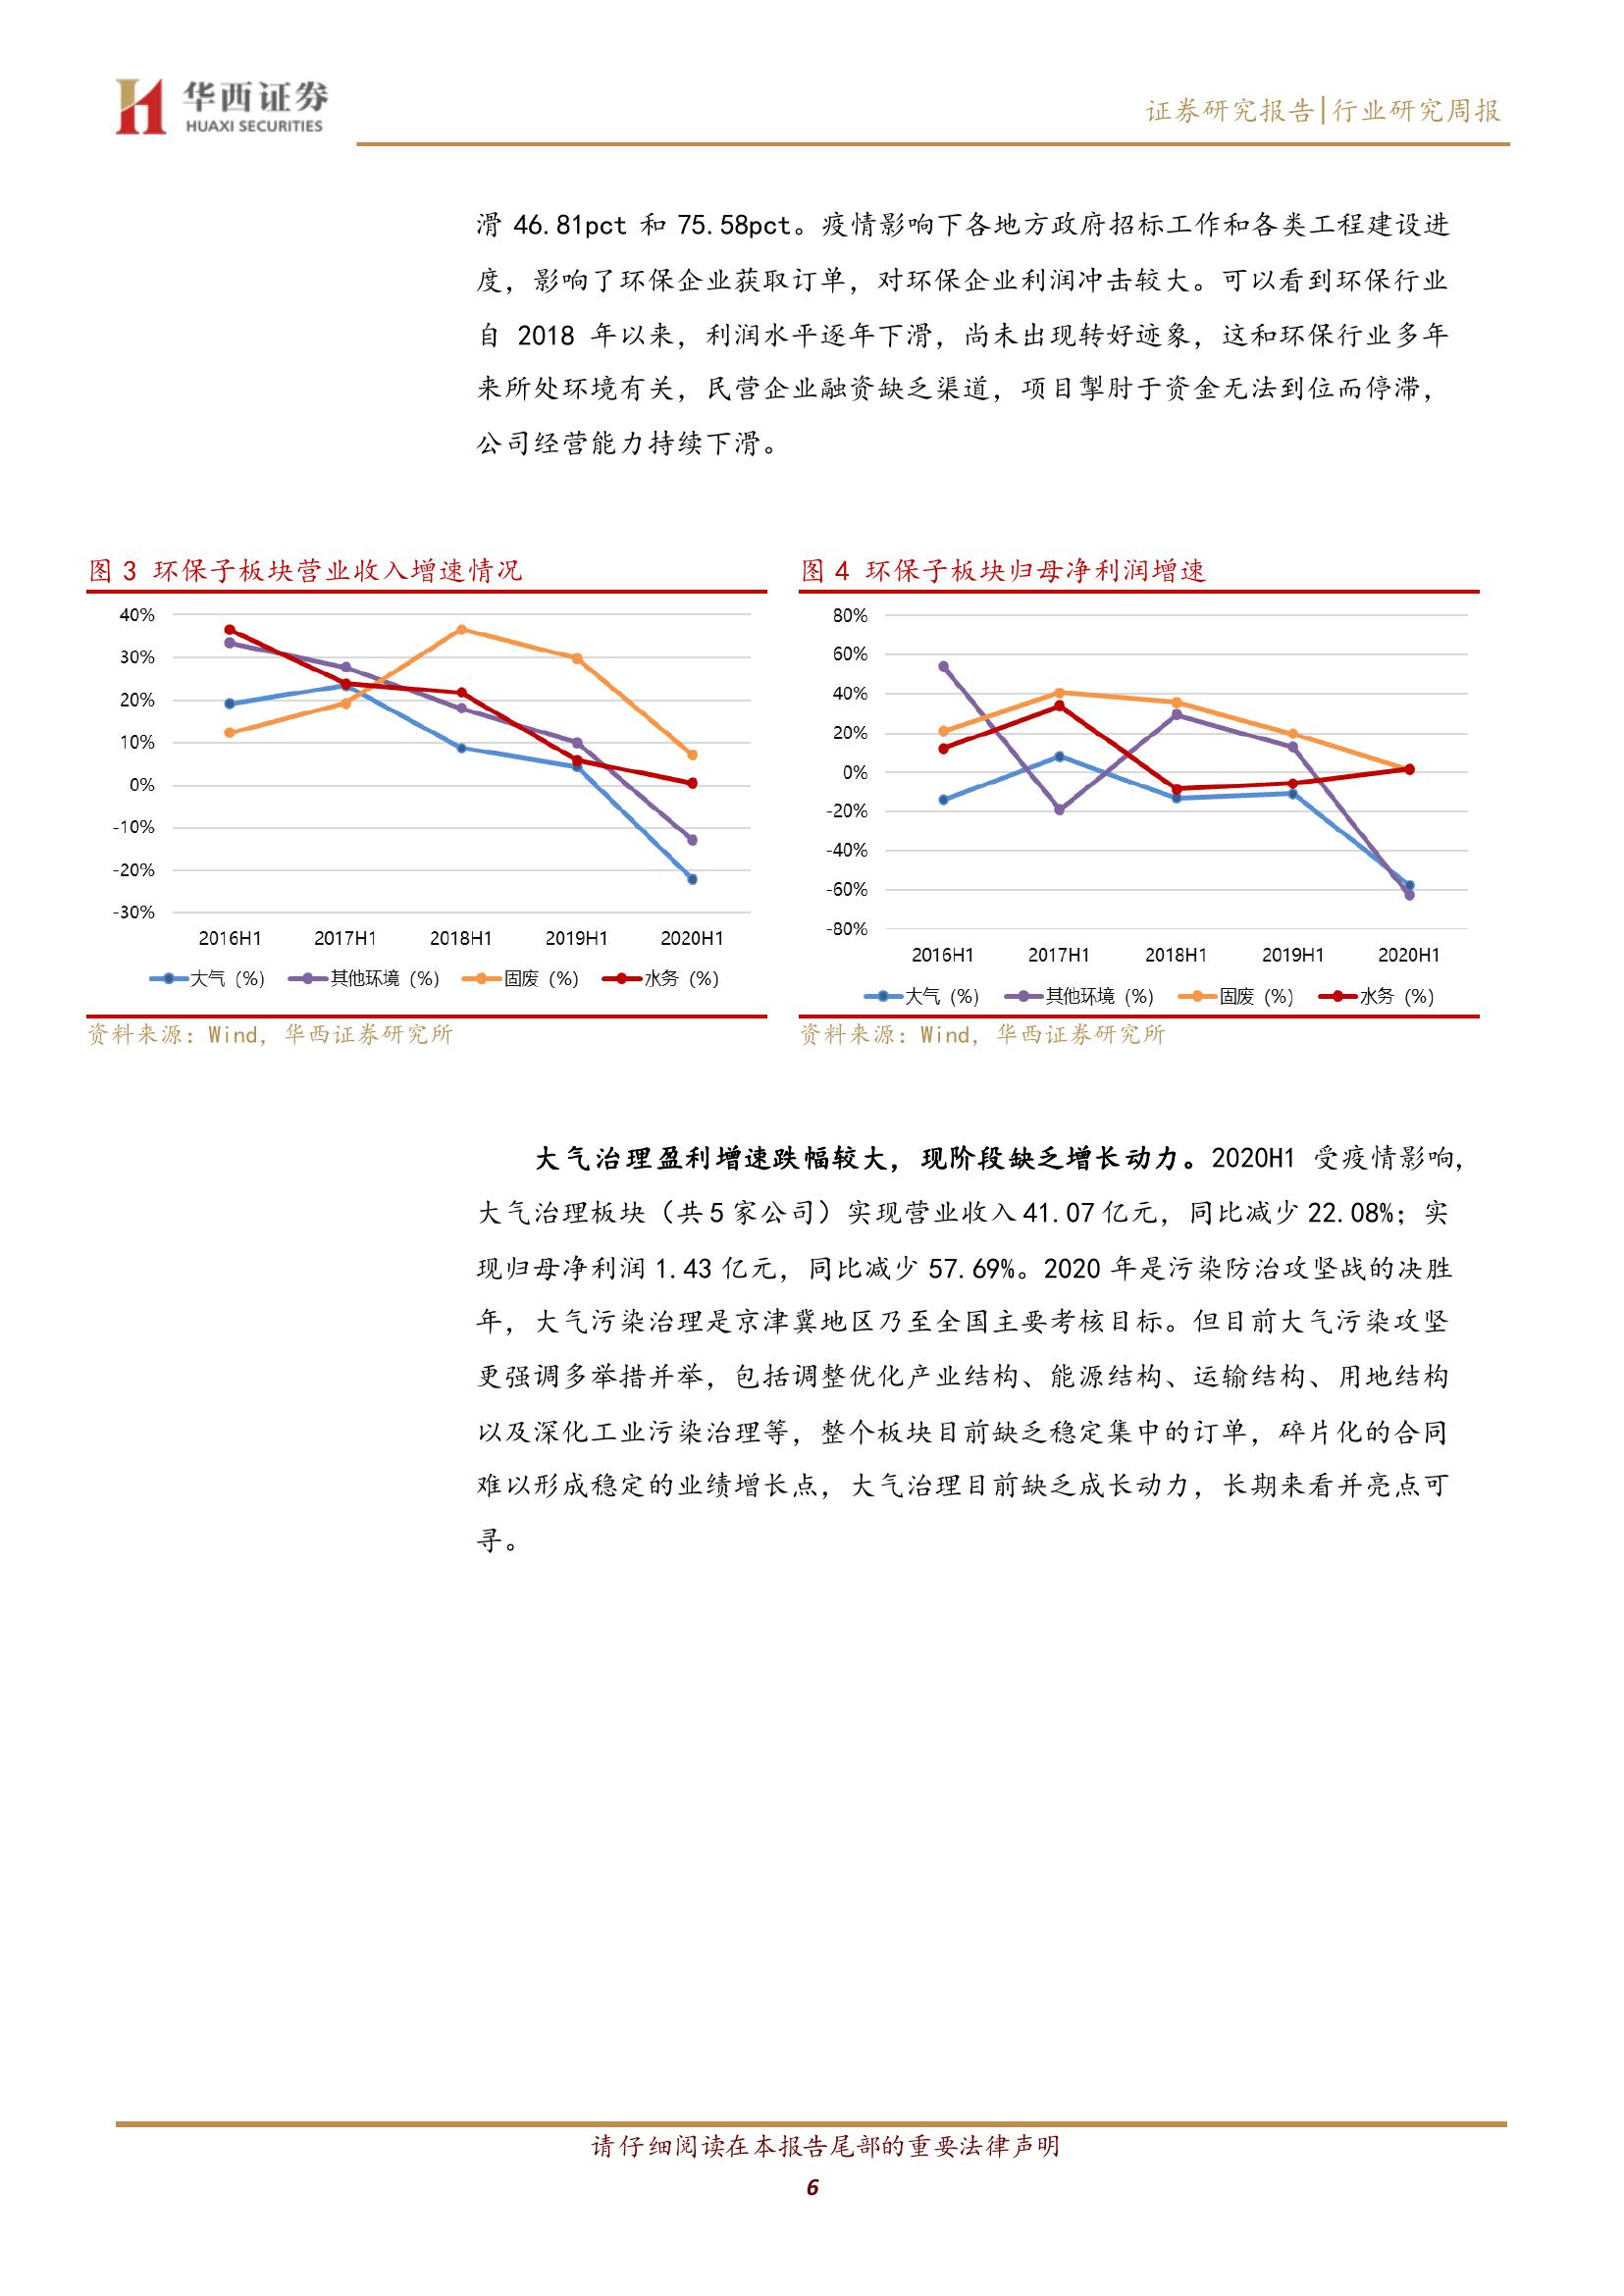 华西证券
HUAXI SECURITIES
证券研究报告|行业研究周报
滑 46.81pct 和 75.58pct。疫情影响下各地方政府招标工作和各类工程建设进
度，影响了环保企业获取订单，对环保企业利润冲击较大。可以看到环保行业
自 2018 年以来，利润水平逐年下滑，尚未出现转好迹象，这和环保行业多年
来所处环境有关，民营企业融资缺乏渠道，项目掣肘于资金无法到位而停滞，
公司经营能力持续下滑。
图 3 环保子板块营业收入增速情况
40%
30%
20%
10%
0%
-10%
-20%
-30%
2016H1 2017H1 2018H1 2019H1 2020H1
大气（%） 其他环境（%） 固废（%） 水务（%）
资料来源：Wind，华西证券研究所
图 4 环保子板块归母净利润增速
80%
60%
40%
20%
0%
-20%
-40%
-60%
-80%
2016H1 2017H1 2018H1 2019H1 2020H1
大气（%） 其他环境（%） 固废（%） 水务（%）
资料来源：Wind，华西证券研究所
大气治理盈利增速跌幅较大，现阶段缺乏增长动力。2020H1 受疫情影响，
大气治理板块（共 5 家公司）实现营业收入 41.07 亿元，同比减少 22.08%；实
现归母净利润 1.43 亿元，同比减少 57.69%。2020 年是污染防治攻坚战的决胜
年，大气污染治理是京津冀地区乃至全国主要考核目标。但目前大气污染攻坚
更强调多举措并举，包括调整优化产业结构、能源结构、运输结构、用地结构
以及深化工业污染治理等，整个板块目前缺乏稳定集中的订单，碎片化的合同
难以形成稳定的业绩增长点，大气治理目前缺乏成长动力，长期来看并亮点可
寻。
请仔细阅读在本报告尾部的重要法律声明
6